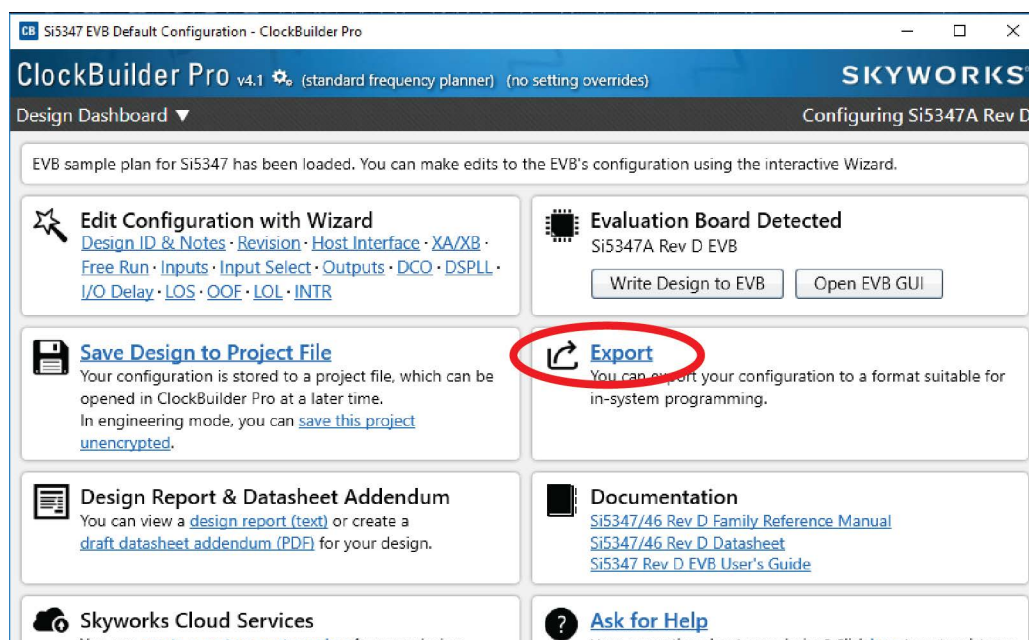 CB Si5347 EVB Default Configuration - ClockBuilder Pro
ClockBuilder Pro v4.1 (standard frequency planner) (no setting overrides) SKYWORKS
Design Dashboard ▼ Configuring Si5347A Rev D
EVB sample plan for Si5347 has been loaded. You can make edits to the EVB's configuration using the interactive Wizard.
Edit Configuration with Wizard
Design ID & Notes · Revision · Host Interface · XA/XB ·
Free Run · Inputs · Input Select · Outputs · DCO · DSPLL ·
I/O Delay · LOS · OOF · LOL · INTR
Evaluation Board Detected
Si5347A Rev D EVB
Write Design to EVB Open EVB GUI
Save Design to Project File
Your configuration is stored to a project file, which can be
opened in ClockBuilder Pro at a later time.
In engineering mode, you can save this project
unencrypted.
Export
You can export your configuration to a format suitable for
in-system programming.
Design Report & Datasheet Addendum
You can view a design report (text) or create a
draft datasheet addendum (PDF) for your design.
Documentation
Si5347/46 Rev D Family Reference Manual
Si5347/46 Rev D Datasheet
Si5347 Rev D EVB User's Guide
Skyworks Cloud Services
? Ask for Help